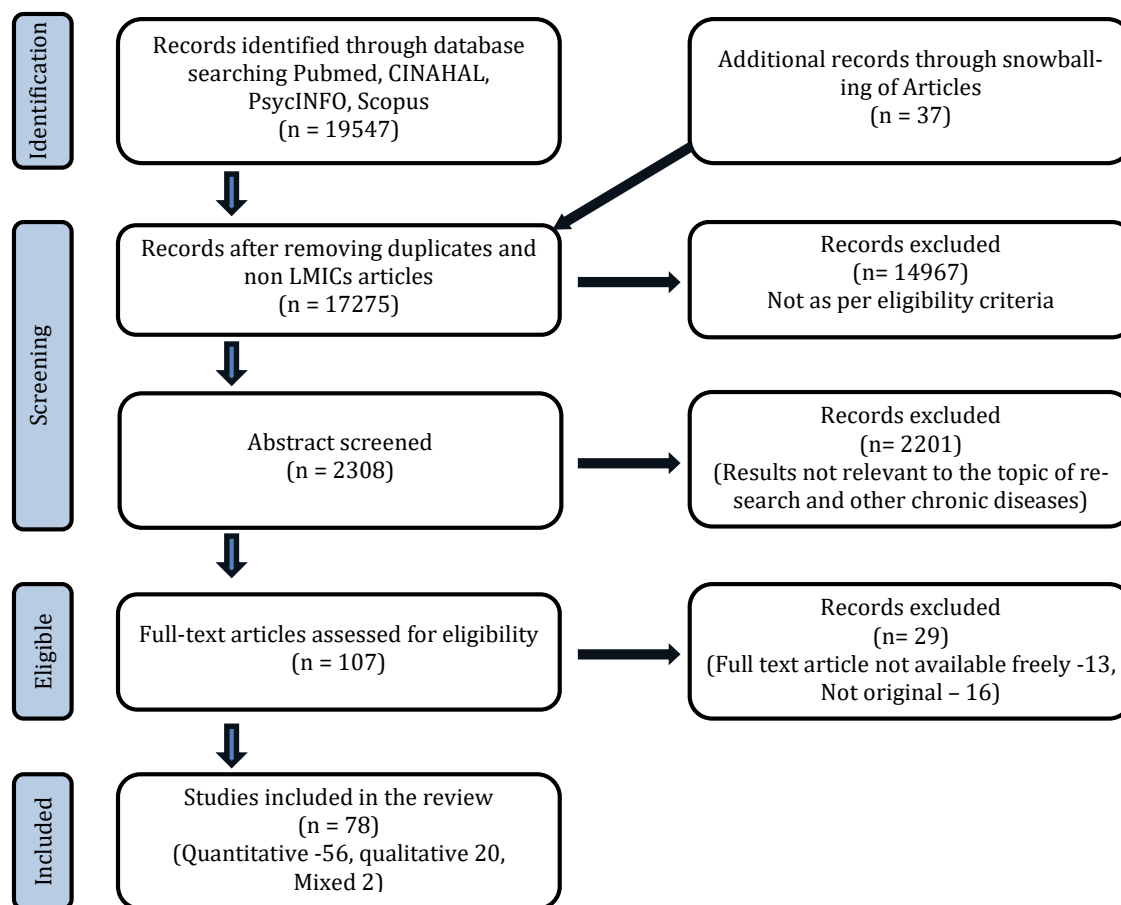 Identification
Records identified through database
searching Pubmed, CINAHAL,
PsycINFO, Scopus
(n = 19547)
Additional records through snowball-
ing of Articles
(n = 37)
Screening
Records after removing duplicates and
non LMICs articles
(n = 17275)
Records excluded
(n= 14967)
Not as per eligibility criteria
Abstract screened
(n = 2308)
Records excluded
(n= 2201)
(Results not relevant to the topic of re-
search and other chronic diseases)
Eligible
Full-text articles assessed for eligibility
(n = 107)
Records excluded
(n= 29)
(Full text article not available freely -13,
Not original – 16)
Included
Studies included in the review
(n = 78)
(Quantitative -56, qualitative 20,
Mixed 2)